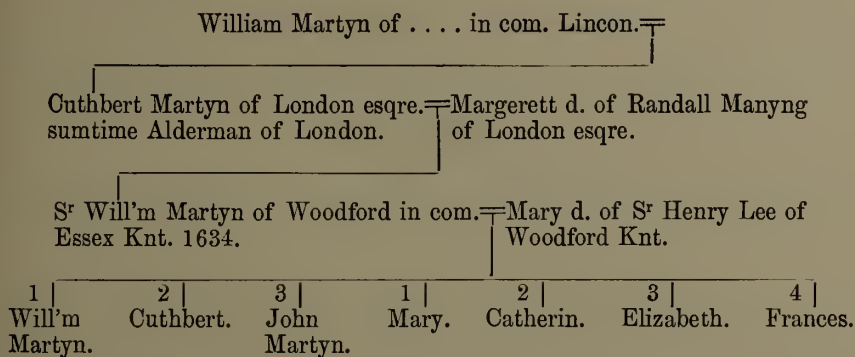 William Martyn of .... in com. Lincon.
Cuthbert Martyn of London esqre. Margerett d. of Randall Manyng
sumtime Alderman of London. of London esqre.
Sr Will'm Martyn of Woodford in com. Mary d. of Sr Henry Lee of
Essex Knt. 1634. Woodford Knt.
1 2 3 1 2 3 4
Will'm Cuthbert. John Mary. Catherin. Elizabeth. Frances.
Martyn. Martyn.